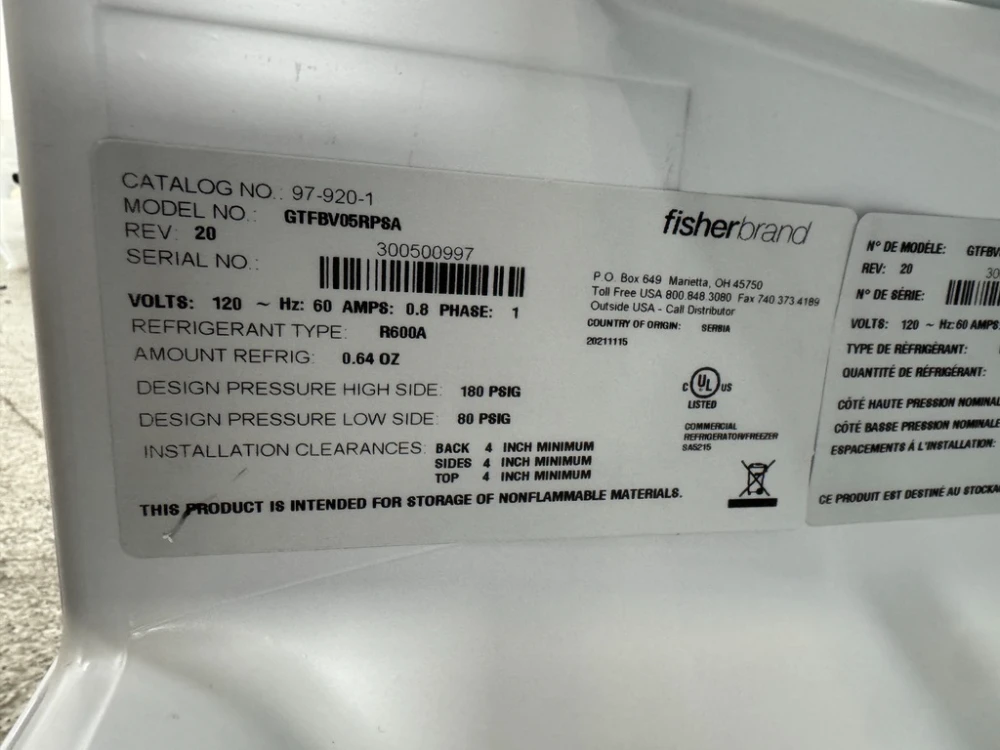 CATALOG NO.: 97-920-1
MODEL NO.: GTFBV05RPSA
REV: 20
SERIAL NO.: 300500997
VOLTS: 120 ~ Hz: 60 AMPS: 0.8 PHASE: 1
REFRIGERANT TYPE: R600A
AMOUNT REFRIG: 0.64 OZ
DESIGN PRESSURE HIGH SIDE: 180 PSIG
DESIGN PRESSURE LOW SIDE: 80 PSIG
INSTALLATION CLEARANCES: BACK 4 INCH MINIMUM
SIDES 4 INCH MINIMUM
TOP 4 INCH MINIMUM
THIS PRODUCT IS INTENDED FOR STORAGE OF NONFLAMMABLE MATERIALS.
fisherbrand
P.O. Box 649 Marietta, OH 45750
Toll Free USA 800.848.3080 Fax 740.373.4189
Outside USA - Call Distributor
COUNTRY OF ORIGIN: SERBIA
20211115
C UL US
LISTED
COMMERCIAL
REFRIGERATOR/FREEZER
SA5215
N° DE MODÈLE: GTFBV
REV: 20
30
N° DE SÉRIE:
VOLTS: 120 ~ Hz: 60 AMPS:
TYPE DE RÉFRIGÉRANT:
QUANTITÉ DE RÉFRIGÉRANT:
CÔTÉ HAUTE PRESSION NOMINAL
CÔTÉ BASSE PRESSION NOMINALE
ESPACEMENTS À L'INSTALLATION:
CE PRODUIT EST DESTINÉ AU STOCKA